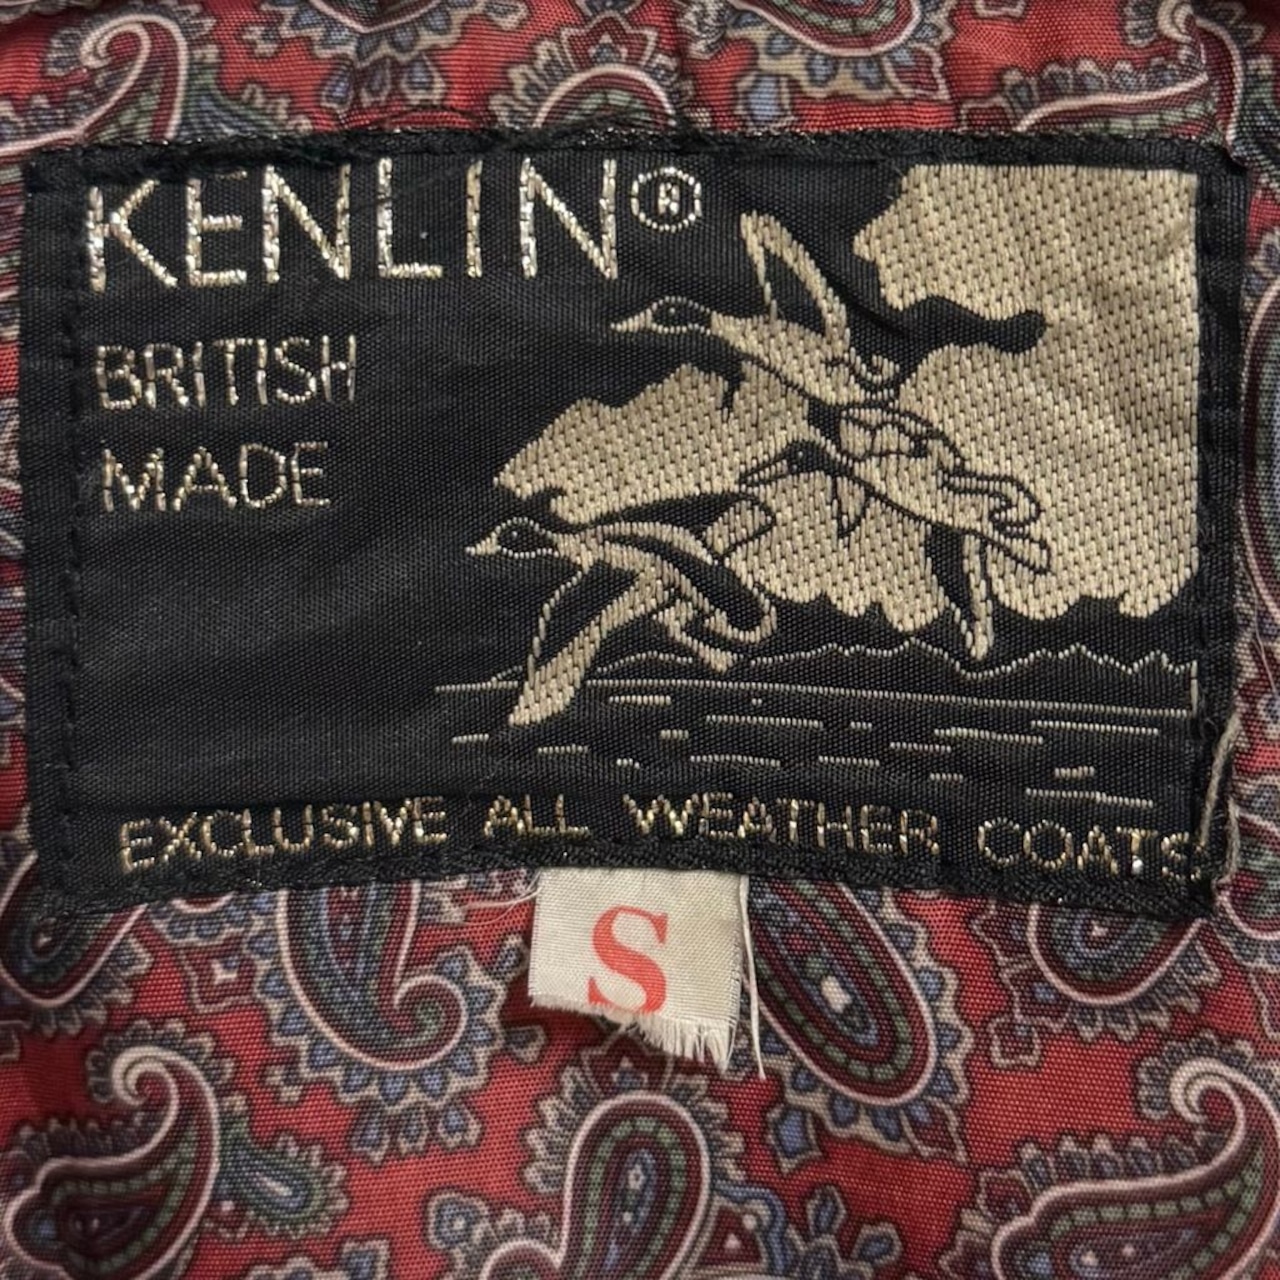 KENLIN®
BRITISH
MADE
EXCLUSIVE ALL WEATHER COATS
S